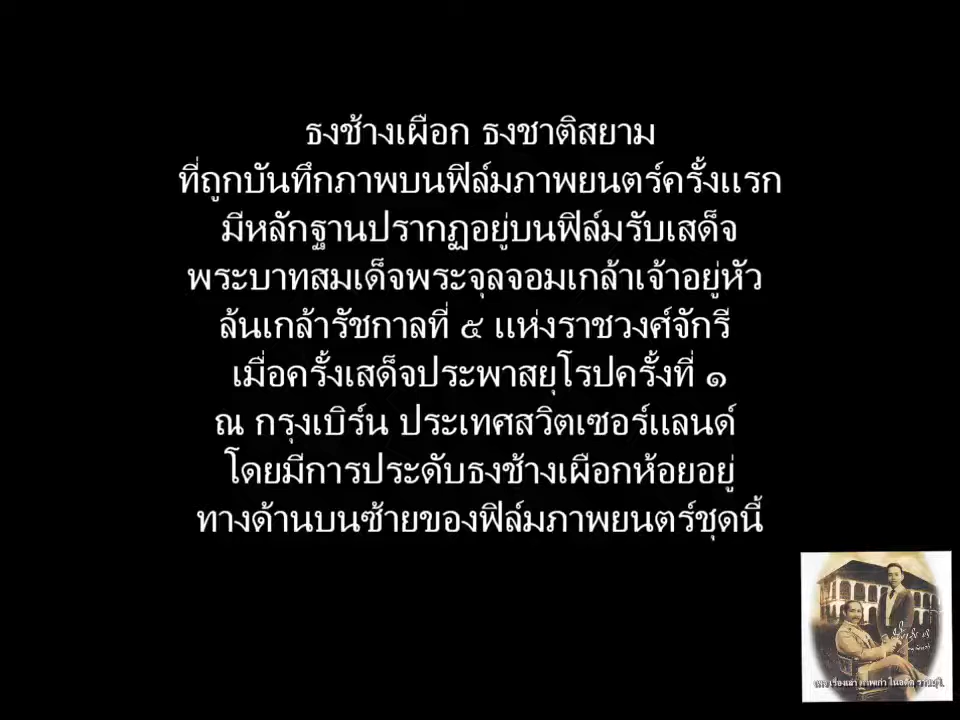 ธงช้างเผือก ธงชาติสยาม
ที่ถูกบันทึกภาพบนฟิล์มภาพยนตร์ครั้งแรก
มีหลักฐานปรากฏอยู่บนฟิล์มรับเสด็จ
พระบาทสมเด็จพระจุลจอมเกล้าเจ้าอยู่หัว
ล้นเกล้ารัชกาลที่ ๕ แห่งราชวงศ์จักรี
เมื่อครั้งเสด็จประพาสยุโรปครั้งที่ ๑
ณ กรุงเบิร์น ประเทศสวิตเซอร์แลนด์
โดยมีการประดับธงช้างเผือกห้อยอยู่
ทางด้านบนซ้ายของฟิล์มภาพยนตร์ชุดนี้